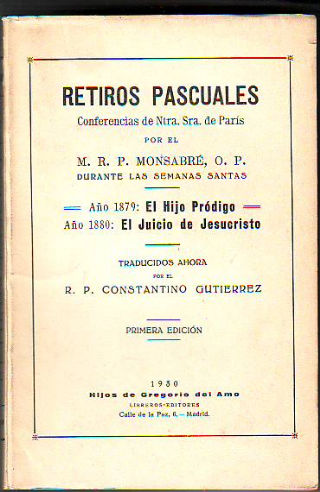 RETIROS PASCUALES
Conferencias de Ntra. Sra. de París
POR EL
M. R. P. MONSABRÉ, O. P.
DURANTE LAS SEMANAS SANTAS
Año 1879: El Hijo Pródigo
Año 1880: El Juicio de Jesucristo
TRADUCIDOS AHORA
POR EL
R. P. CONSTANTINO GUTIERREZ
PRIMERA EDICIÓN
1930
Hijos de Gregorio del Amo
LIBREROS-EDITORES
Calle de la Paz, 6.—Madrid.